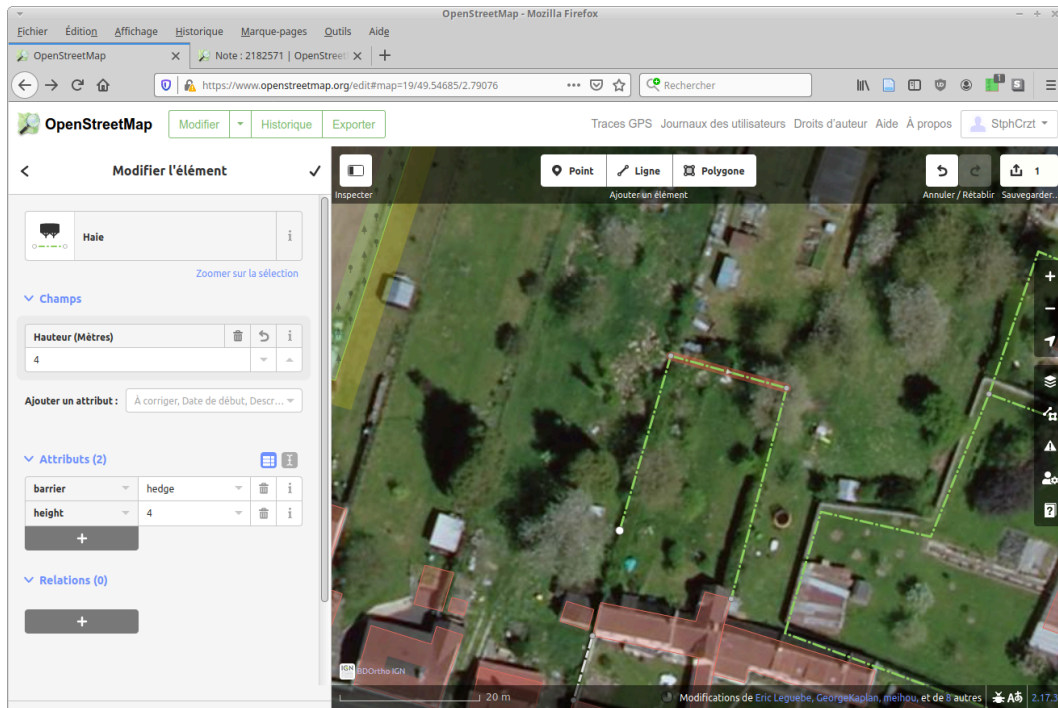 OpenStreetMap - Mozilla Firefox
Fichier Édition Affichage Historique Marque-pages Outils Aide
OpenStreetMap Note : 2182571 | OpenStreet
https://www.openstreetmap.org/edit#map=19/49.54685/2.79076 Rechercher 1
OpenStreetMap Modifier Historique Exporter Traces GPS Journaux des utilisateurs Droits d'auteur Aide À propos StphCrzt
Modifier l'élément
Inspecter
Point Ligne Polygone
Ajouter un élément
1
Annuler / Rétablir Sauvegarder...
Haie
Zoomer sur la sélection
Champs
Hauteur (Mètres)
4
Ajouter un attribut : À corriger, Date de début, Descr...
Attributs (2)
barrier hedge
height 4
+
Relations (0)
+
IGN BDOrtho IGN
20 m
Modifications de Eric Leguebe, GeorgeKaplan, meihou, et de 8 autres 2.17.3